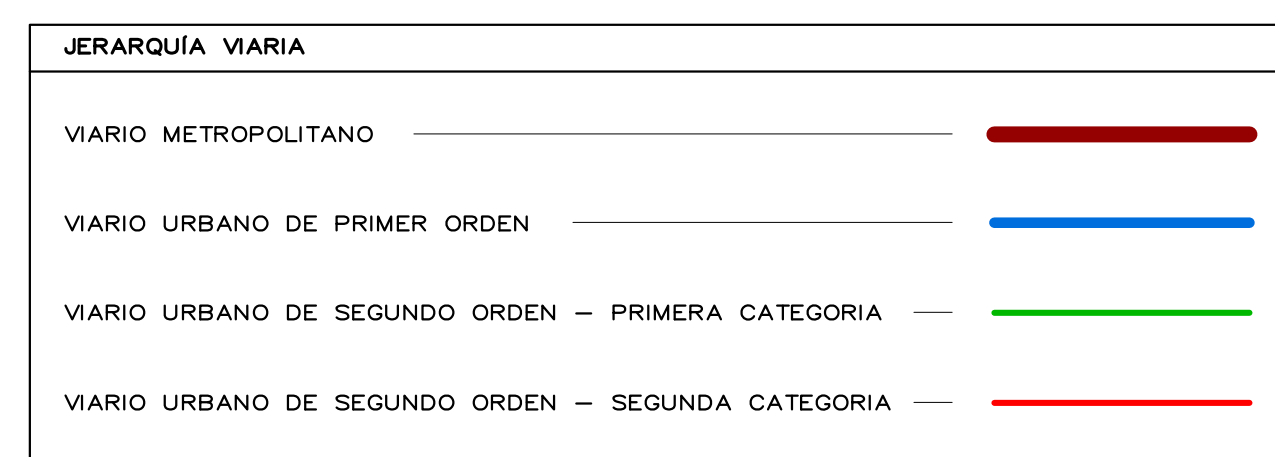 JERARQUÍA VIARIA
VIARIO METROPOLITANO
VIARIO URBANO DE PRIMER ORDEN
VIARIO URBANO DE SEGUNDO ORDEN – PRIMERA CATEGORIA
VIARIO URBANO DE SEGUNDO ORDEN – SEGUNDA CATEGORIA